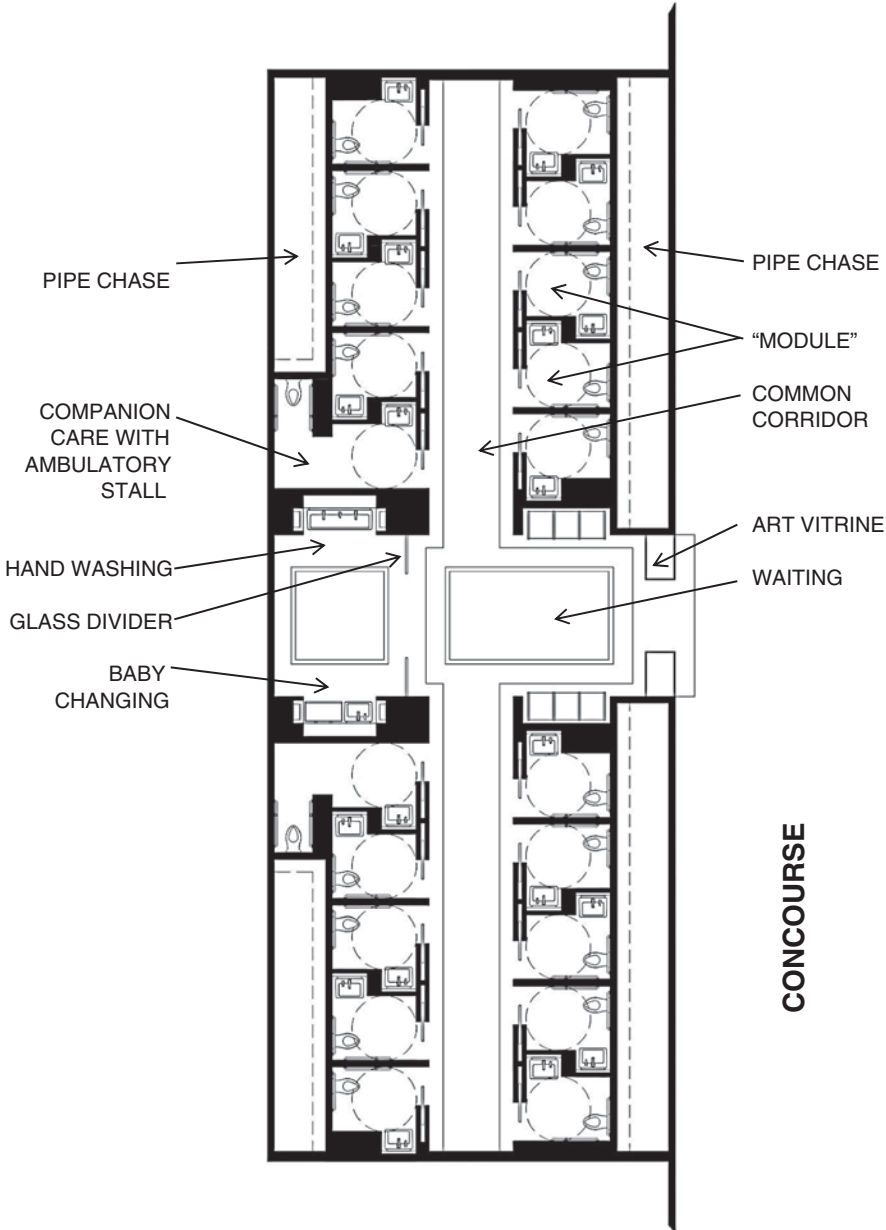 PIPE CHASE
COMPANION
CARE WITH
AMBULATORY
STALL
HAND WASHING
GLASS DIVIDER
BABY
CHANGING
PIPE CHASE
“MODULE”
COMMON
CORRIDOR
ART VITRINE
WAITING
CONCOURSE